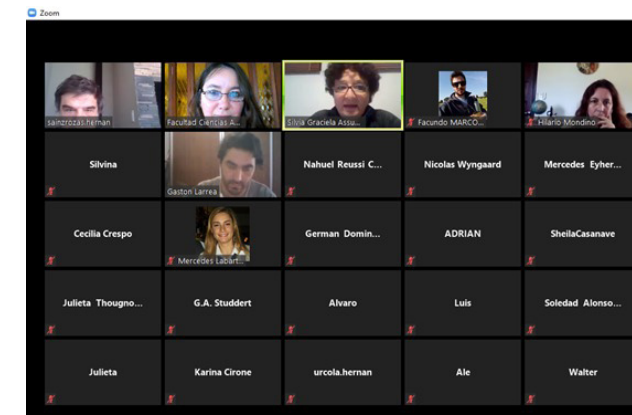 Zoom
sainzrozas.hernan
Facultad Ciencias A...
Silvia Graciela Assu...
Facundo MARCO...
Hilario Mondino
Silvina
Gaston Larrea
Nahuel Reussi C...
Nicolas Wyngaard
Mercedes Eyher...
Cecilia Crespo
Mercedes Labart...
German Domin...
ADRIAN
SheilaCasanave
Julieta Thougno...
G.A. Studdert
Alvaro
Luis
Soledad Alonso...
Julieta
Karina Cirone
urcola.hernan
Ale
Walter